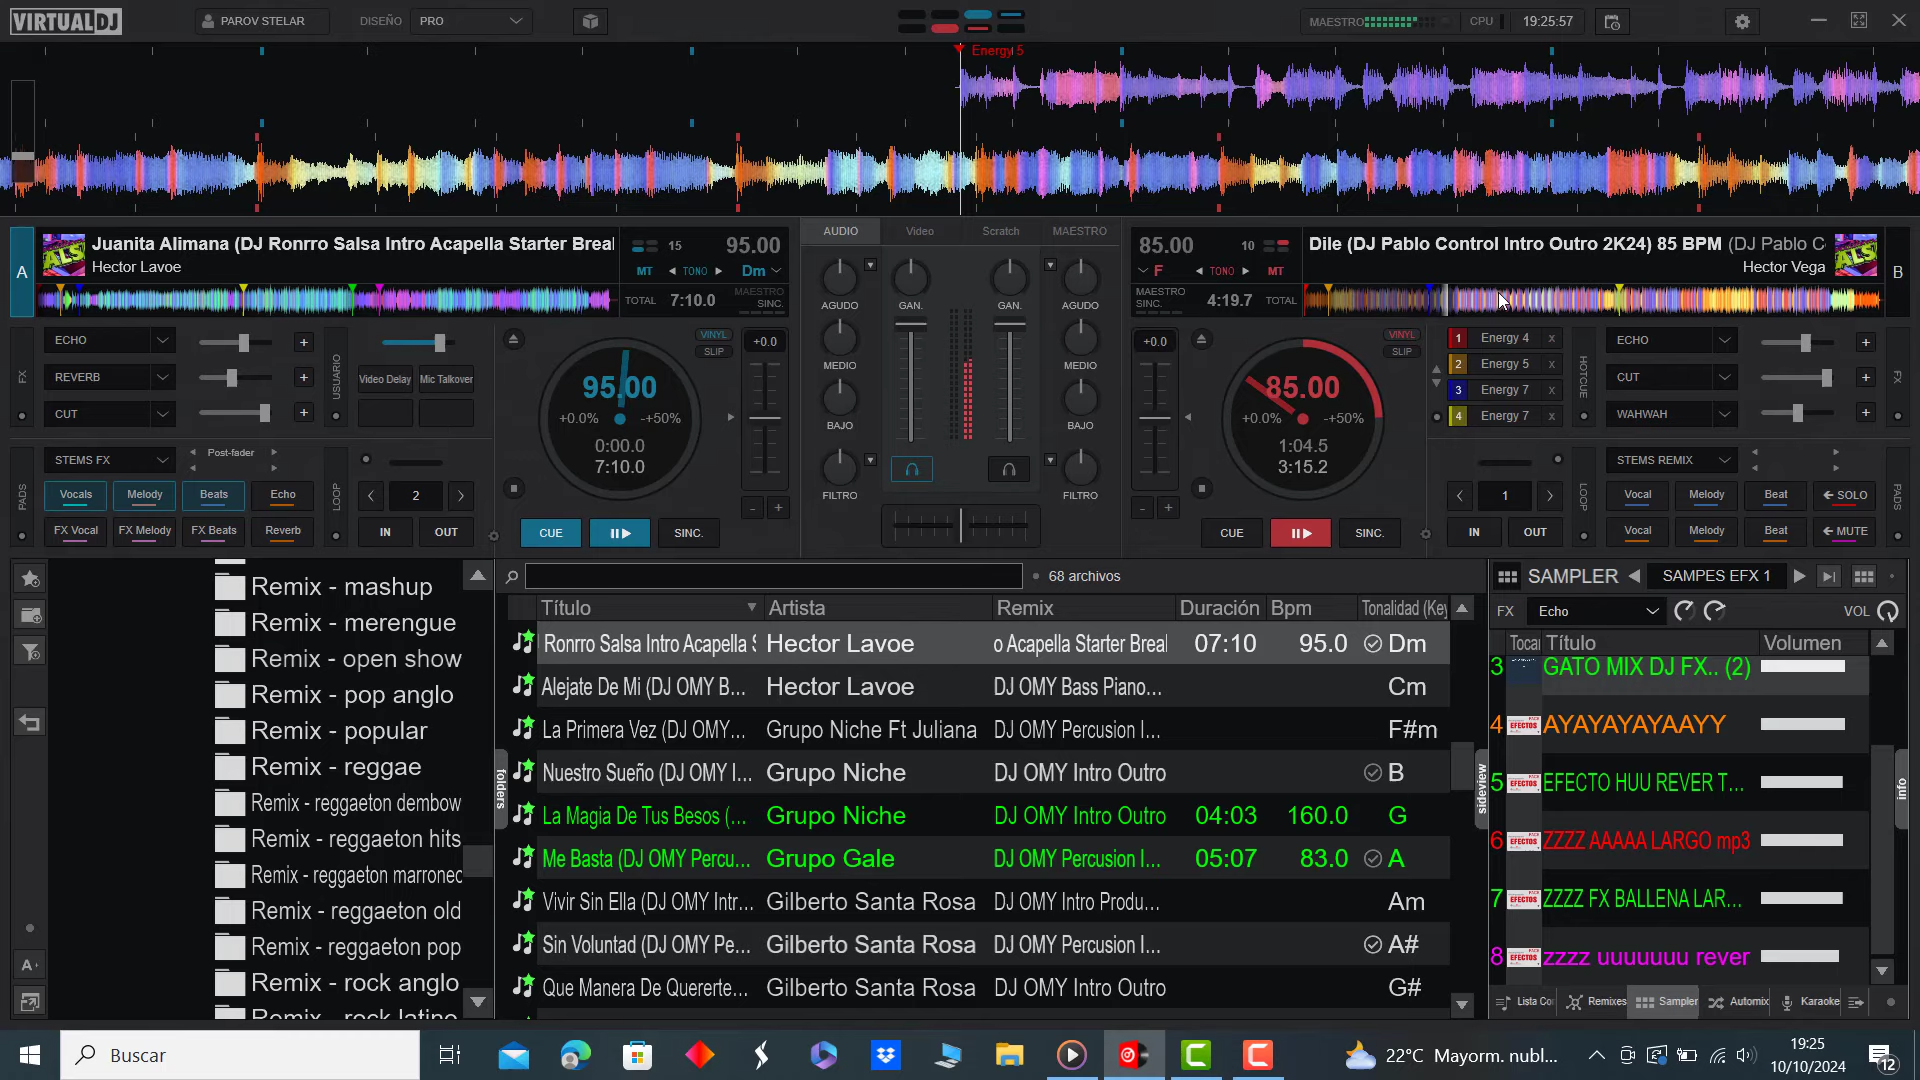 VIRTUALDJ
PAROV STELAR
DISEÑO
PRO
MAESTRO
CPU
19:25:57
Energy 5
A
Juanita Alimana (DJ Ronrro Salsa Intro Acapella Starter Brea
Hector Lavoe
15
95.00
MT
TONO
Dm
TOTAL
7:10.0
MAESTRO
SINC.
AUDIO
Video
Scratch
MAESTRO
85.00
10
F
TONO
MT
MAESTRO
SINC.
4:19.7
TOTAL
Dile (DJ Pablo Control Intro Outro 2K24) 85 BPM (DJ Pablo C
Hector Vega
B
FX
ECHO
REVERB
CUT
USUARIO
Video Delay
Mic Talkover
VINYL
SLIP
95.00
+0.0%
+50%
0:00.0
7:10.0
+0.0
AGUDO
GAN.
GAN.
AGUDO
MEDIO
MEDIO
BAJO
BAJO
FILTRO
FILTRO
+0.0
VINYL
SLIP
85.00
+0.0%
+50%
1:04.5
3:15.2
1 Energy 4 x
2 Energy 5 x
3 Energy 7 x
4 Energy 7 x
HOTCUE
ECHO
CUT
WAHWAH
FX
PADS
STEMS FX
Post-fader
Vocals
Melody
Beats
Echo
FX Vocal
FX Melody
FX Beats
Reverb
LOOP
2
IN
OUT
CUE
SINC.
CUE
SINC.
1
IN
OUT
LOOP
STEMS REMIX
Vocal
Melody
Beat
SOLO
Vocal
Melody
Beat
MUTE
PADS
Remix - mashup
Remix - merengue
Remix - open show
Remix - pop anglo
Remix - popular
Remix - reggae
Remix - reggaeton dembow
Remix - reggaeton hits
Remix - reggaeton marroneo
Remix - reggaeton old
Remix - reggaeton pop
Remix - rock anglo
Remix - rock latino
folders
68 archivos
Título Artista Remix Duración Bpm Tonalidad (Key
Ronrro Salsa Intro Acapella S Hector Lavoe o Acapella Starter Break 07:10 95.0 Dm
Alejate De Mi (DJ OMY B... Hector Lavoe DJ OMY Bass Piano... Cm
La Primera Vez (DJ OMY... Grupo Niche Ft Juliana DJ OMY Percusion I... F#m
Nuestro Sueño (DJ OMY I... Grupo Niche DJ OMY Intro Outro B
La Magia De Tus Besos (... Grupo Niche DJ OMY Intro Outro 04:03 160.0 G
Me Basta (DJ OMY Percu... Grupo Gale DJ OMY Percusion I... 05:07 83.0 A
Vivir Sin Ella (DJ OMY Intr... Gilberto Santa Rosa DJ OMY Intro Produ... Am
Sin Voluntad (DJ OMY Pe... Gilberto Santa Rosa DJ OMY Percusion I... A#
Que Manera De Quererte... Gilberto Santa Rosa DJ OMY Intro Outro G#
sideview
SAMPLER
SAMPES EFX 1
FX
Echo
VOL
Tocar Título Volumen
3 GATO MIX DJ FX.. (2)
4 AYAYAYAYAAYY
5 EFECTO HUU REVER T...
6 ZZZZ AAAAA LARGO mp3
7 ZZZZ FX BALLENA LAR...
8 zzzz uuuuuuu rever
info
Lista Co
Remixes
Sampler
Automix
Karaoke
Buscar
22°C Mayorm. nubl...
19:25
10/10/2024
12